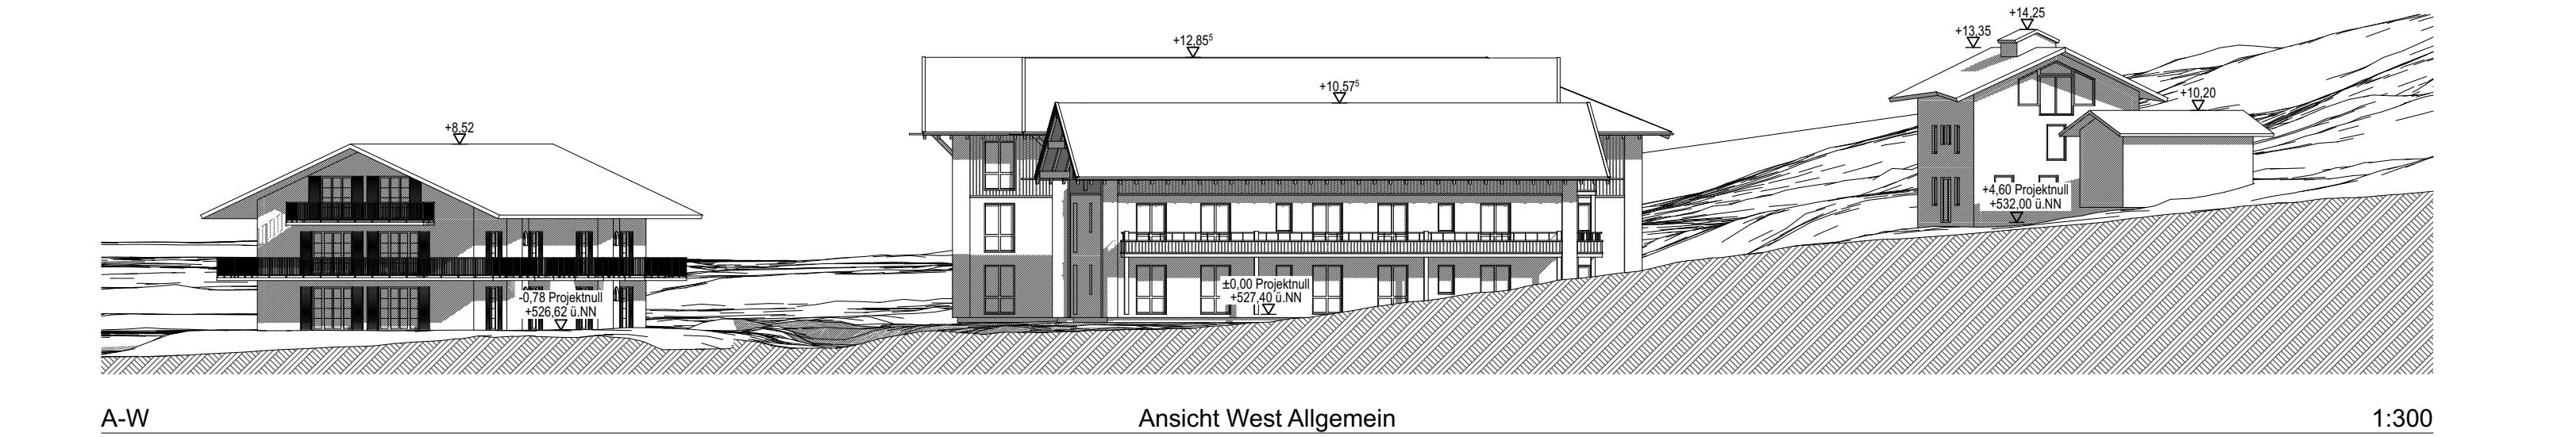 +14,25
+13,35
+12,85⁵
+10,57⁵
+10,20
+8,52
+4,60 Projektnull
+532,00 ü.NN
±0,00 Projektnull
+527,40 ü.NN
-0,78 Projektnull
+526,62 ü.NN
A-W
Ansicht West Allgemein
1:300